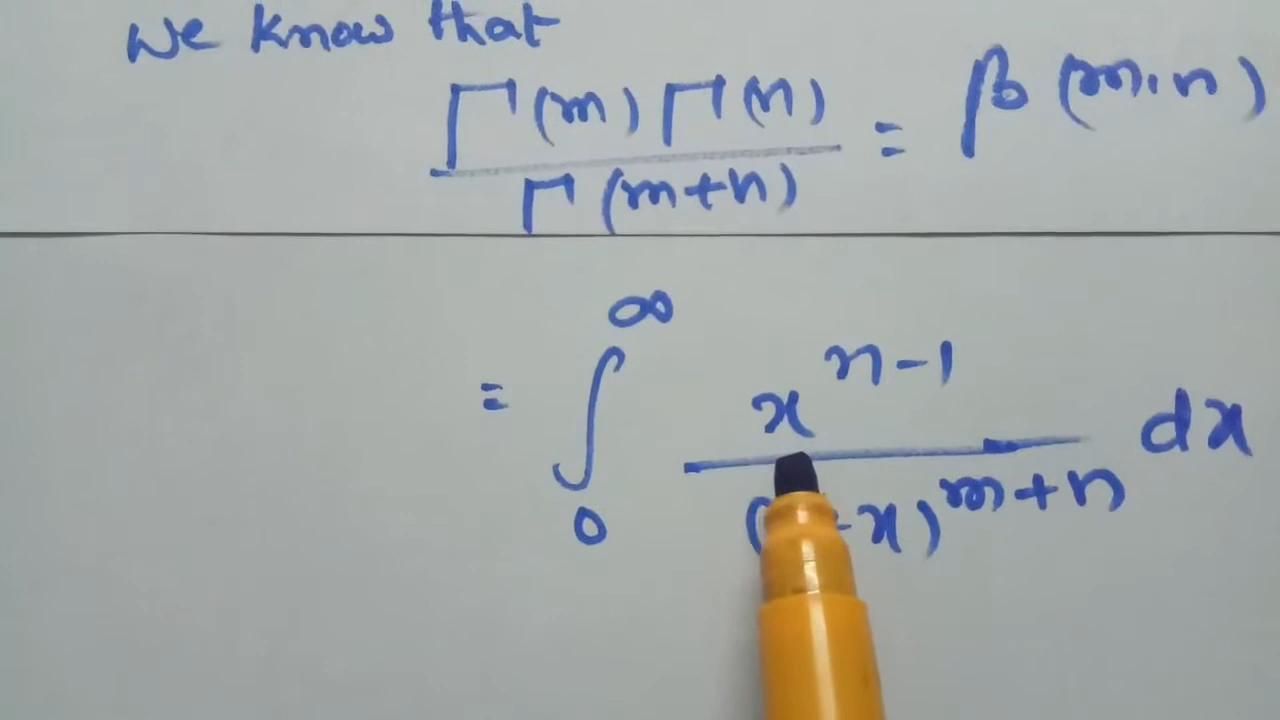 We know that
Γ(m) Γ(n) / Γ(m+n) = β(m,n)
= ∫₀^∞ x^(n-1) / ( x)^(m+n) dx